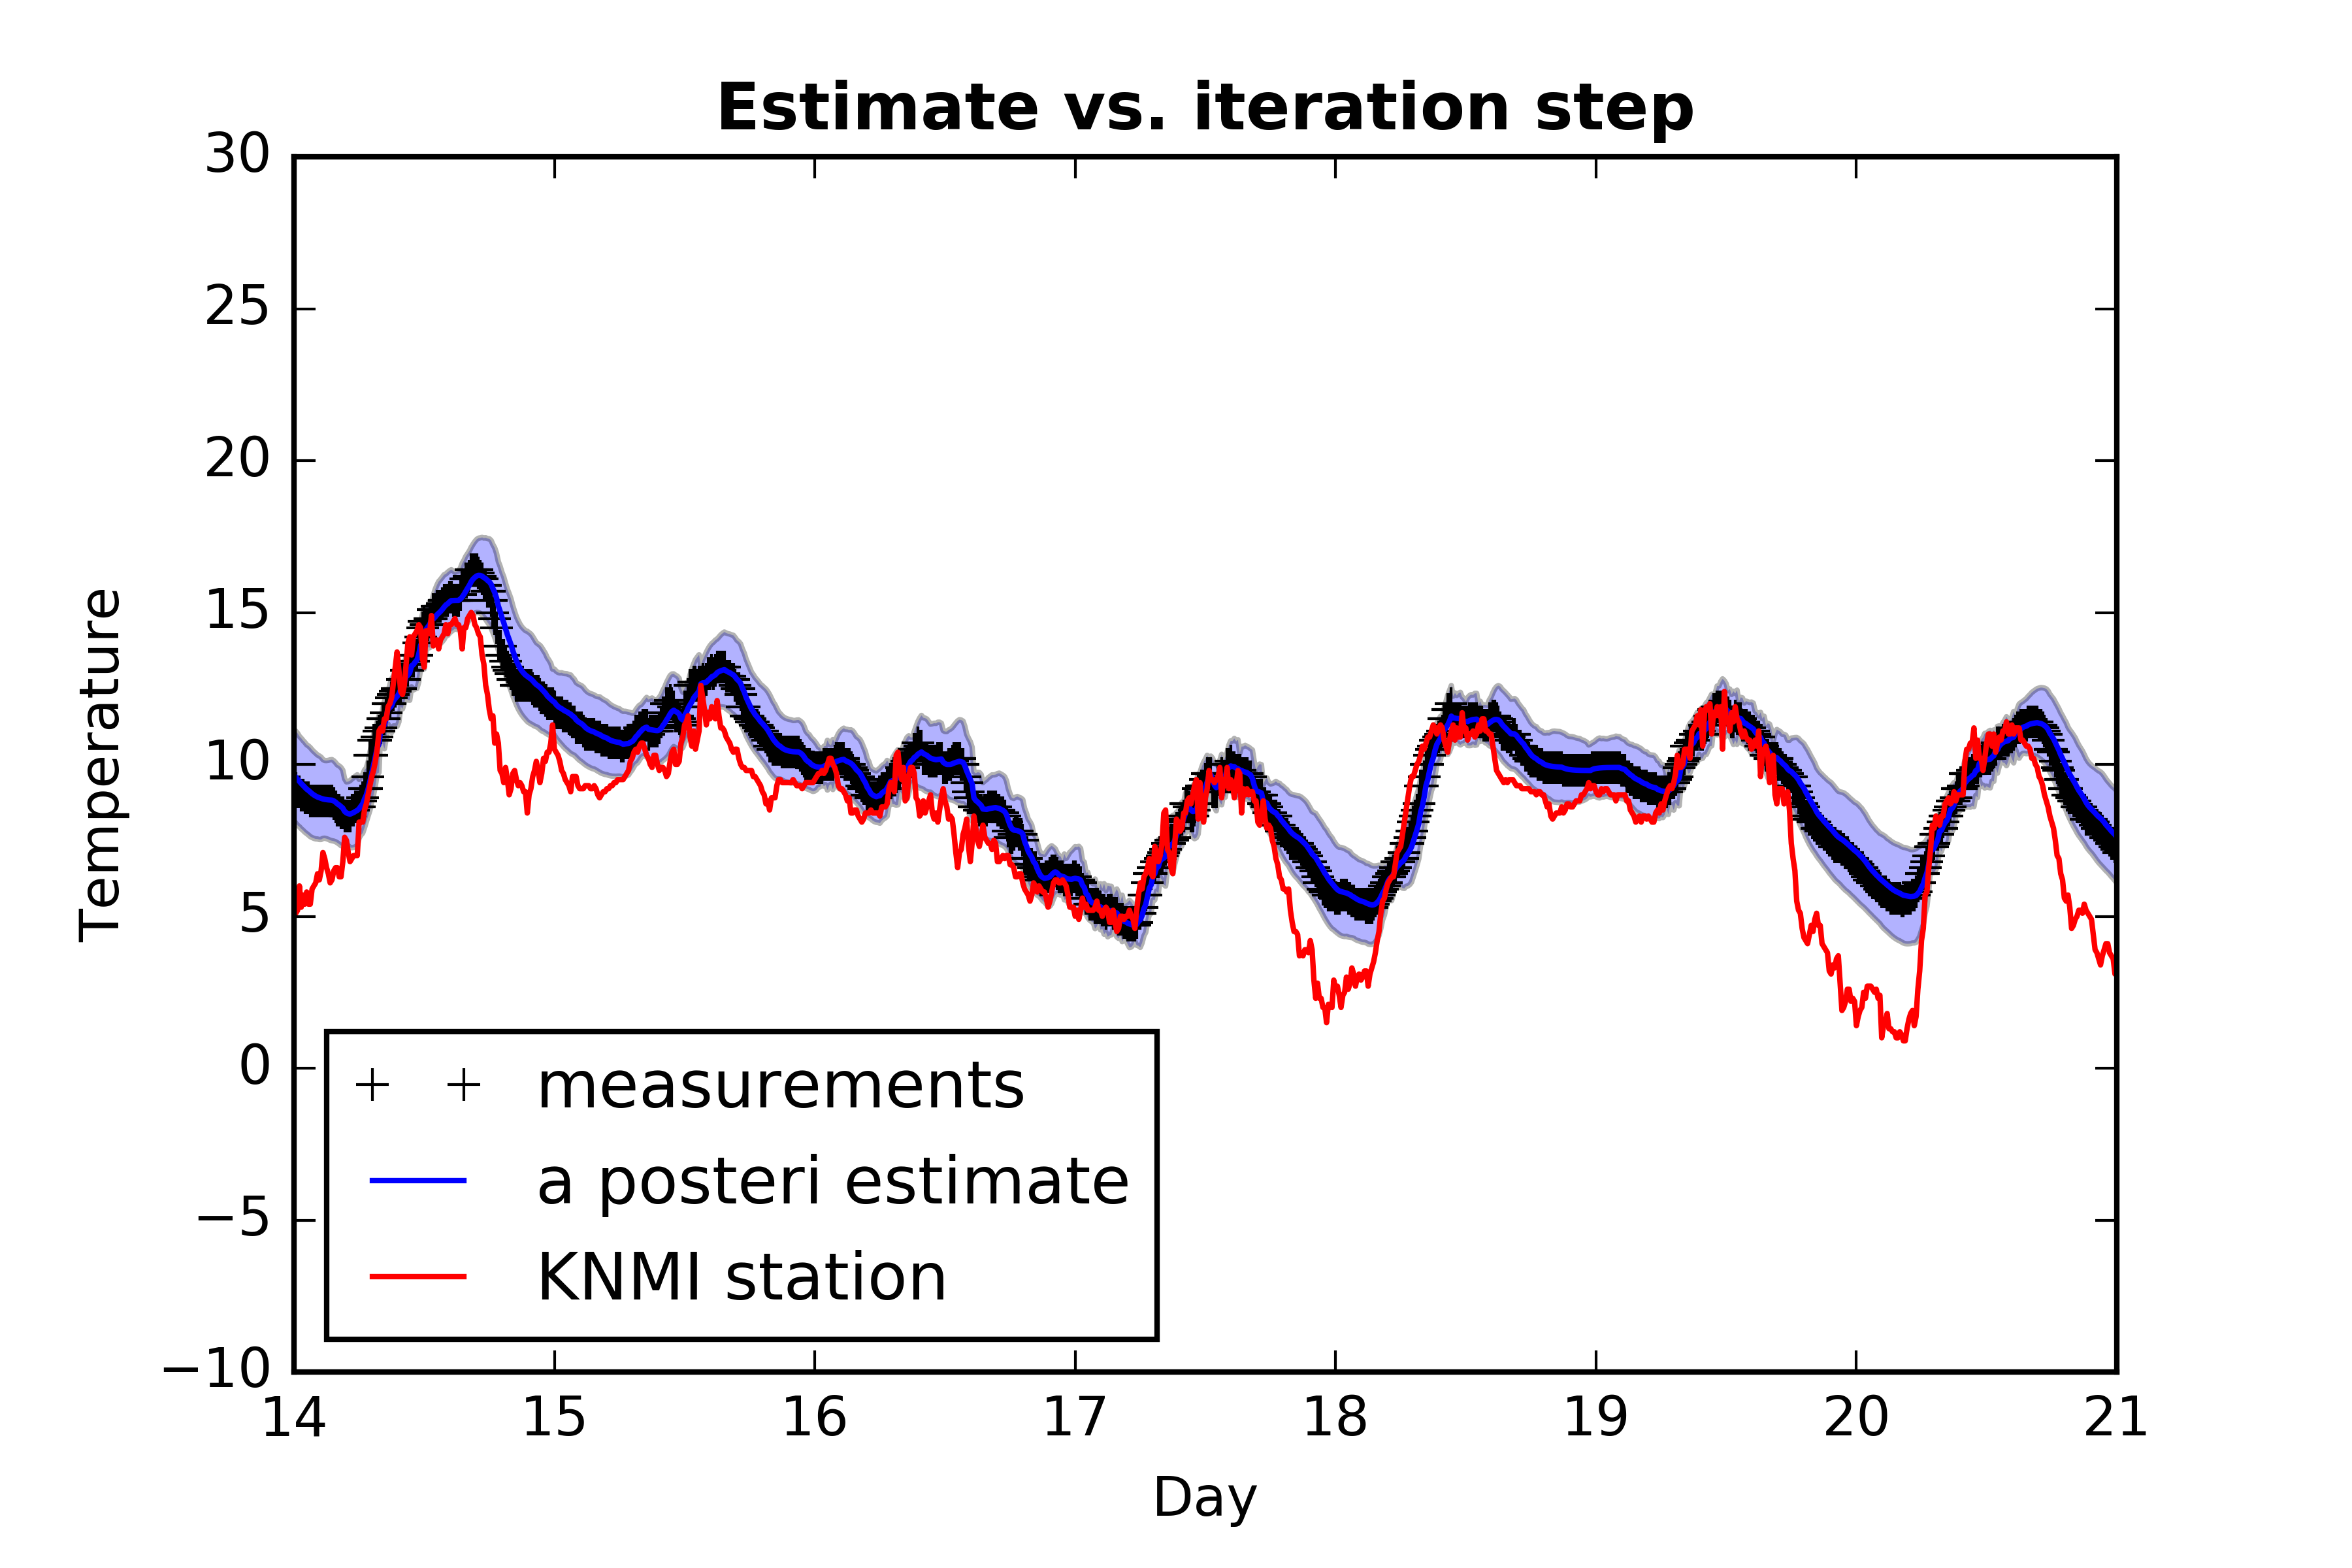 Estimate vs. iteration step
30
25
20
15
10
5
0
−5
−10
Temperature
measurements
a posteri estimate
KNMI station
14 15 16 17 18 19 20 21
Day